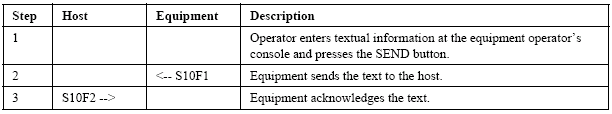 Step Host Equipment Description
1 Operator enters textual information at the equipment operator's
console and presses the SEND button.
2 <-- S10F1 Equipment sends the text to the host.
3 S10F2 --> Equipment acknowledges the text.